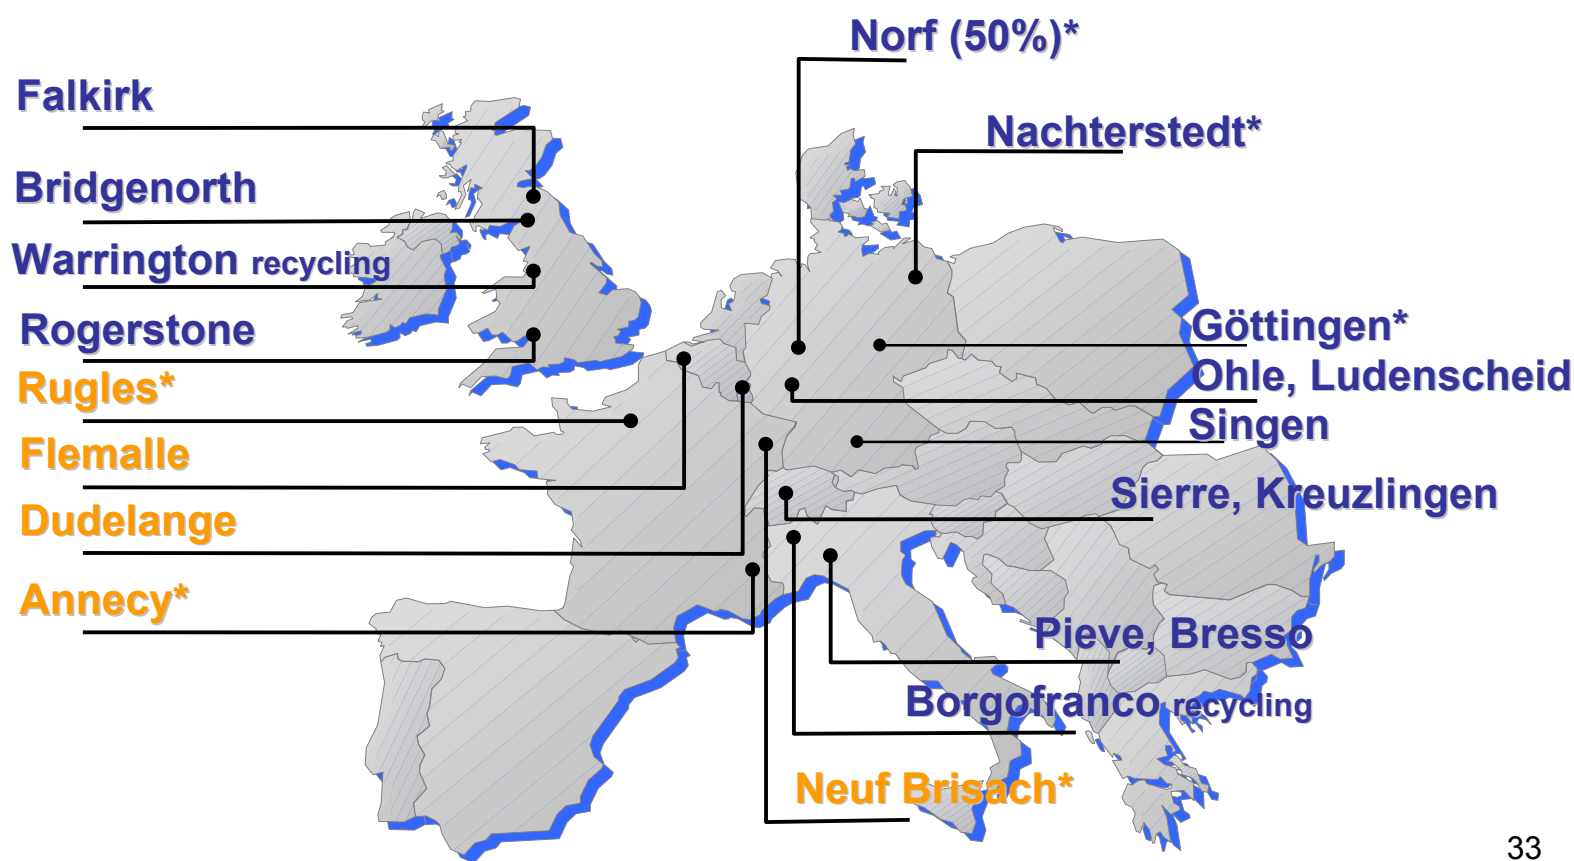 Norf (50%)*
Falkirk
Nachterstedt*
Bridgenorth
Warrington recycling
Rogerstone
Göttingen*
Rugles*
Ohle, Ludenscheid
Singen
Flemalle
Sierre, Kreuzlingen
Dudelange
Annecy*
Pieve, Bresso
Borgofranco recycling
Neuf Brisach*
33